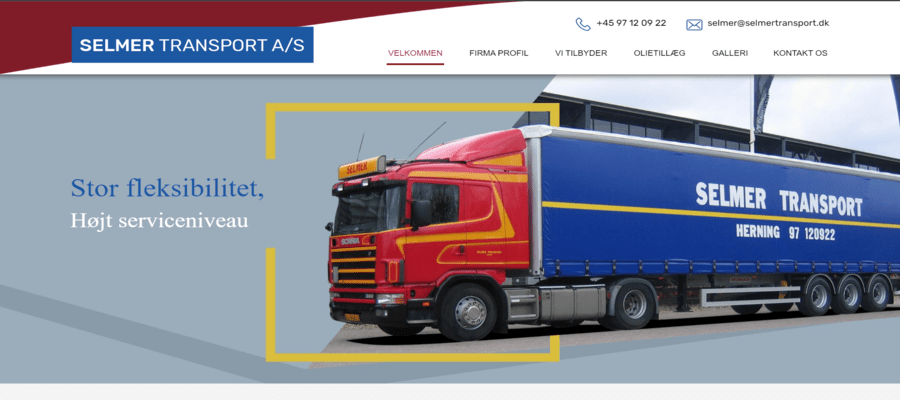 +45 97 12 09 22
selmer@selmertransport.dk
SELMER TRANSPORT A/S
VELKOMMEN
FIRMA PROFIL
VI TILBYDER
OLIETILLÆG
GALLERI
KONTAKT OS
Stor fleksibilitet,
Højt serviceniveau
SELMER
SCANIA
SELMER TRANSPORT
HERNING 97 120922